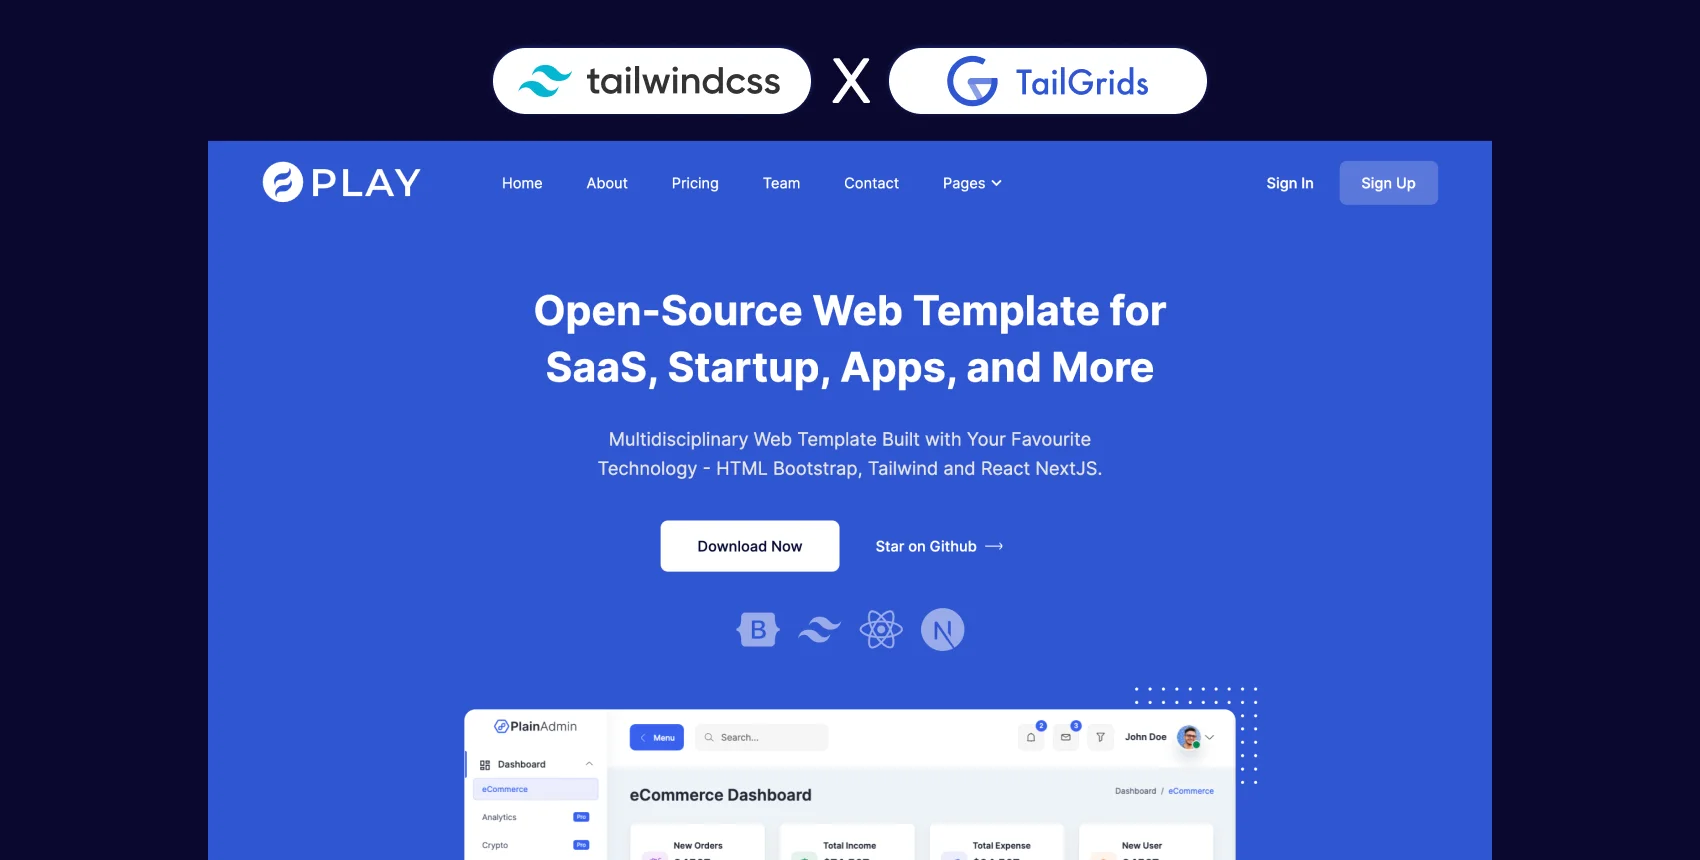 tailwindcss X TailGrids
PLAY Home About Pricing Team Contact Pages Sign In Sign Up
Open-Source Web Template for
SaaS, Startup, Apps, and More
Multidisciplinary Web Template Built with Your Favourite
Technology - HTML Bootstrap, Tailwind and React NextJS.
Download Now Star on Github
B N
PlainAdmin Menu Search... 2 3 John Doe
Dashboard
eCommerce
eCommerce Dashboard Dashboard / eCommerce
Analytics Pro
Crypto Pro
New Orders Total Income Total Expense New User